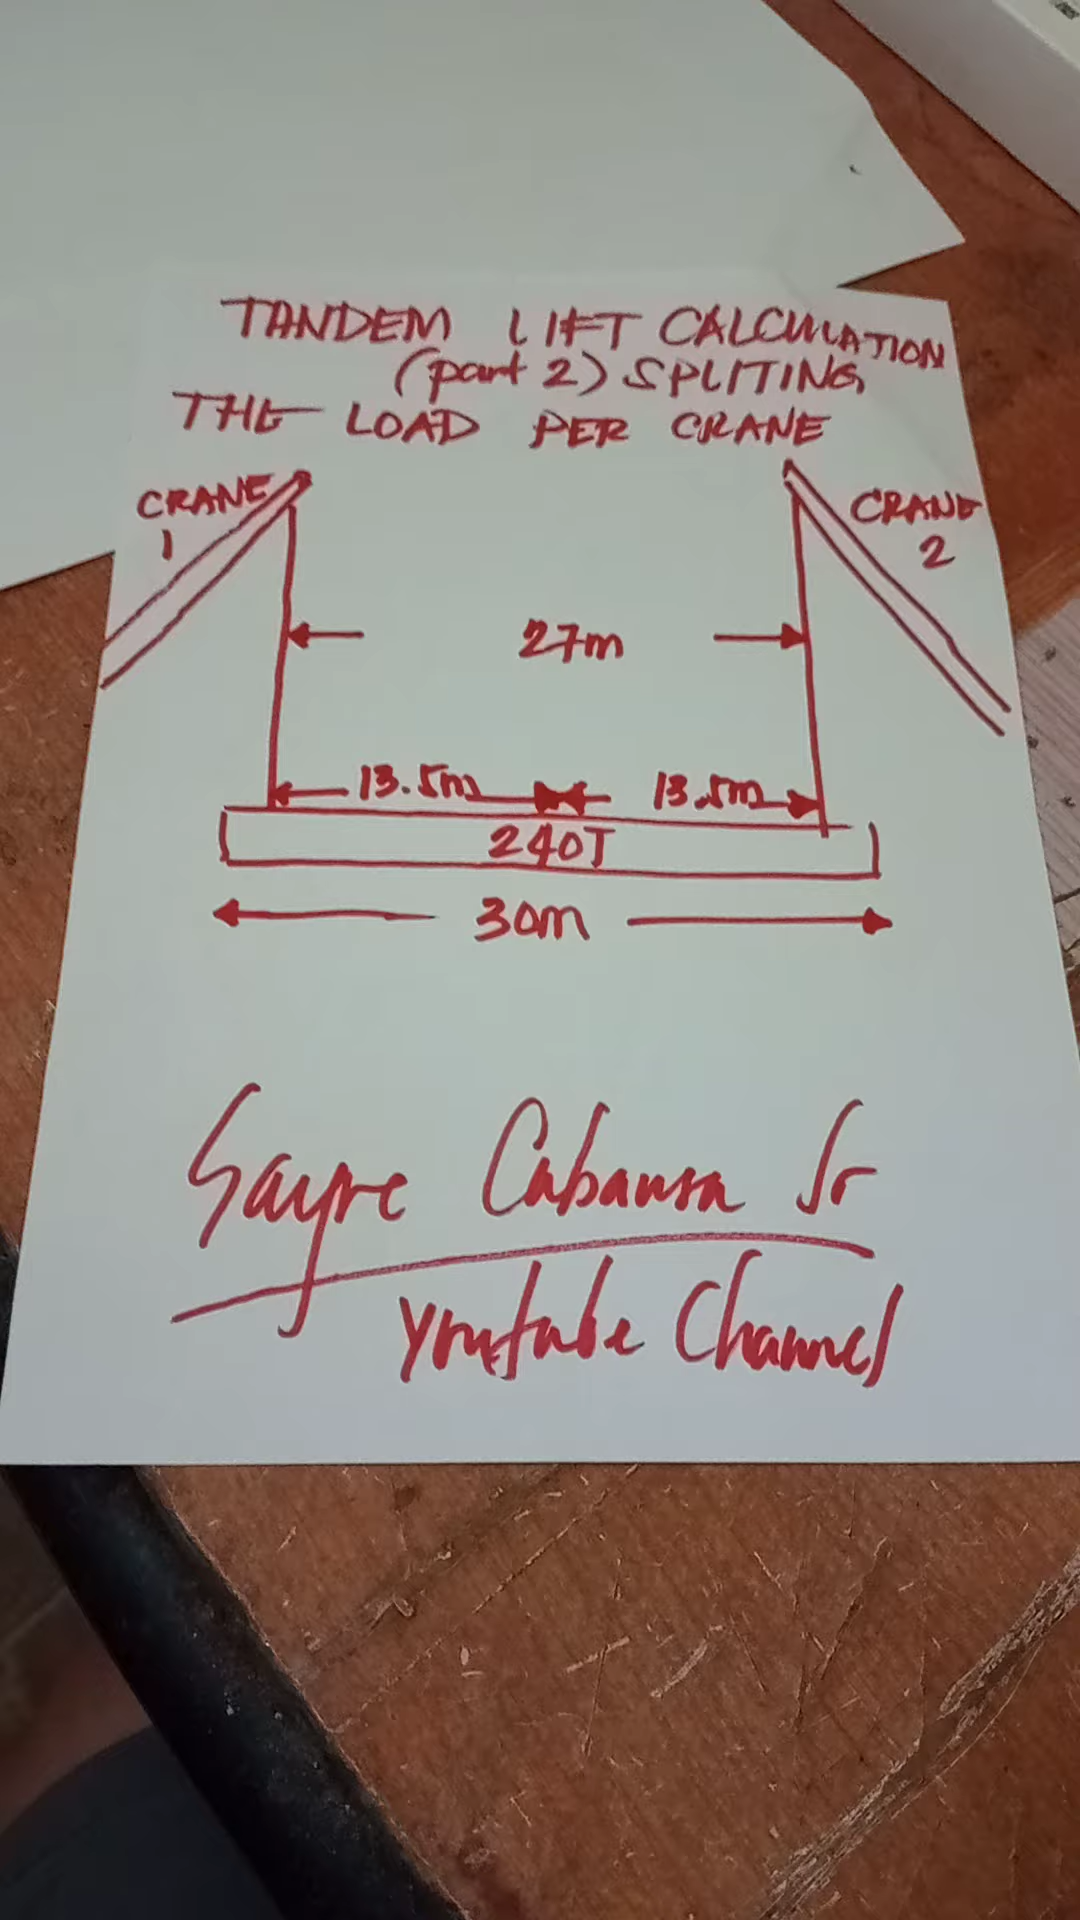 TANDEM LIFT CALCULATION
(part 2) SPLITING
THE LOAD PER CRANE
CRANE
1
CRANE
2
27m
13.5m
13.5m
240T
30m
Sayre Cabansa Jr
youtube Channel